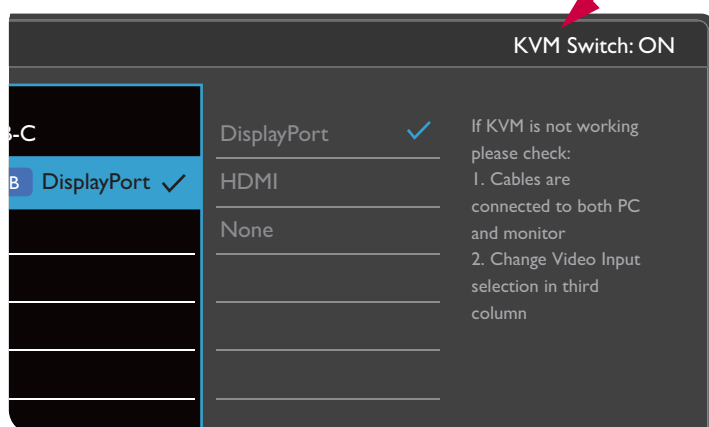 KVM Switch: ON
-C
B DisplayPort
DisplayPort
HDMI
None
If KVM is not working
please check:
1. Cables are
connected to both PC
and monitor
2. Change Video Input
selection in third
column